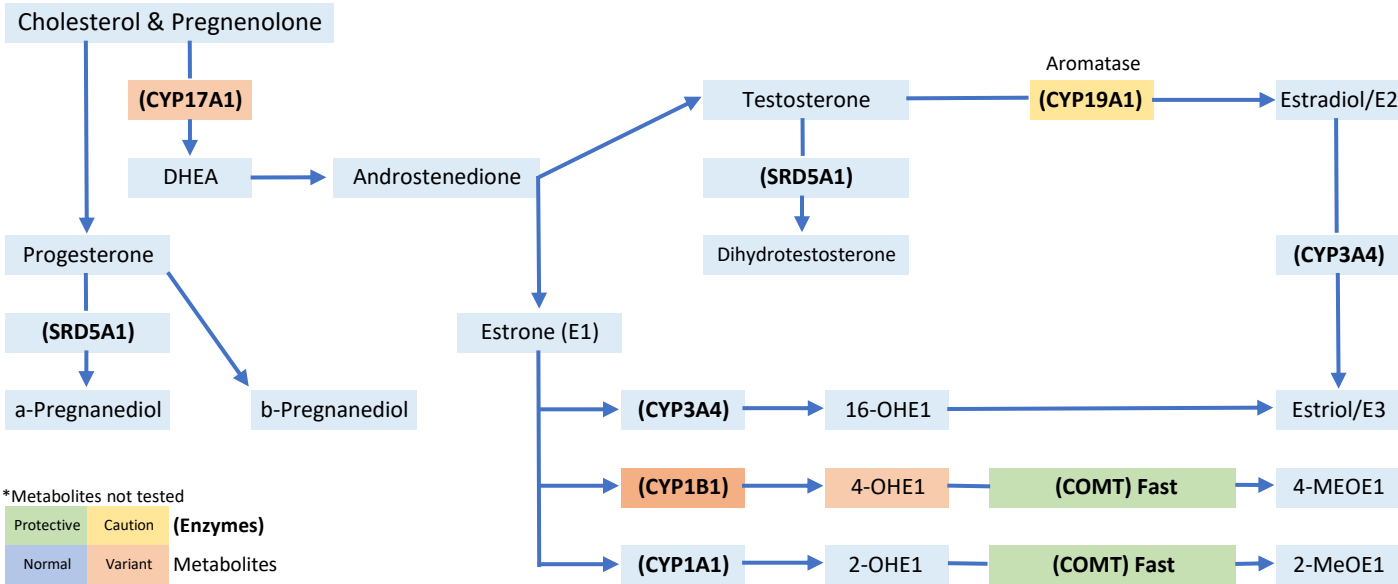 Cholesterol & Pregnenolone
Aromatase
(CYP17A1)
Testosterone
(CYP19A1)
Estradiol/E2
DHEA
Androstenedione
(SRD5A1)
Progesterone
Dihydrotestosterone
(CYP3A4)
(SRD5A1)
Estrone (E1)
a-Pregnanediol
b-Pregnanediol
(CYP3A4)
16-OHE1
Estriol/E3
(CYP1B1)
4-OHE1
(COMT) Fast
4-MEOE1
*Metabolites not tested
Protective
Caution
(Enzymes)
Normal
Variant
Metabolites
(CYP1A1)
2-OHE1
(COMT) Fast
2-MeOE1